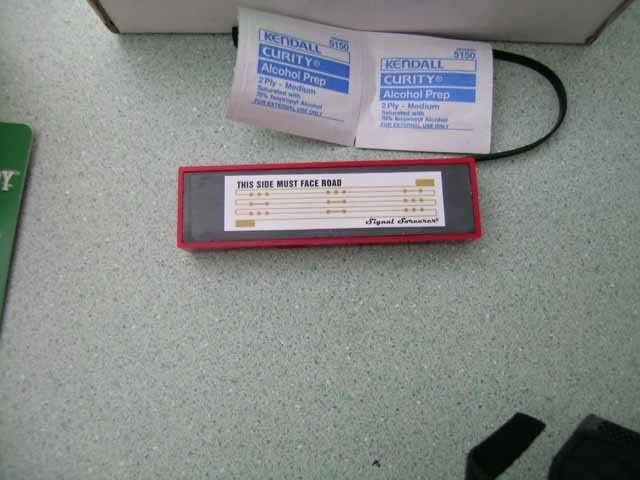 KENDALL
5150
CURITY®
Alcohol Prep
2 Ply - Medium
Saturated with
70% Isopropyl Alcohol
FOR EXTERNAL USE ONLY
KENDALL
5150
CURITY®
Alcohol Prep
2 Ply - Medium
Saturated with
70% Isopropyl Alcohol
FOR EXTERNAL USE ONLY
THIS SIDE MUST FACE ROAD
Signal Sorcerer®
Y